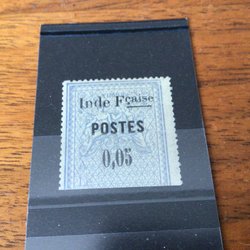 Inde Fçaise
POSTES
0,05